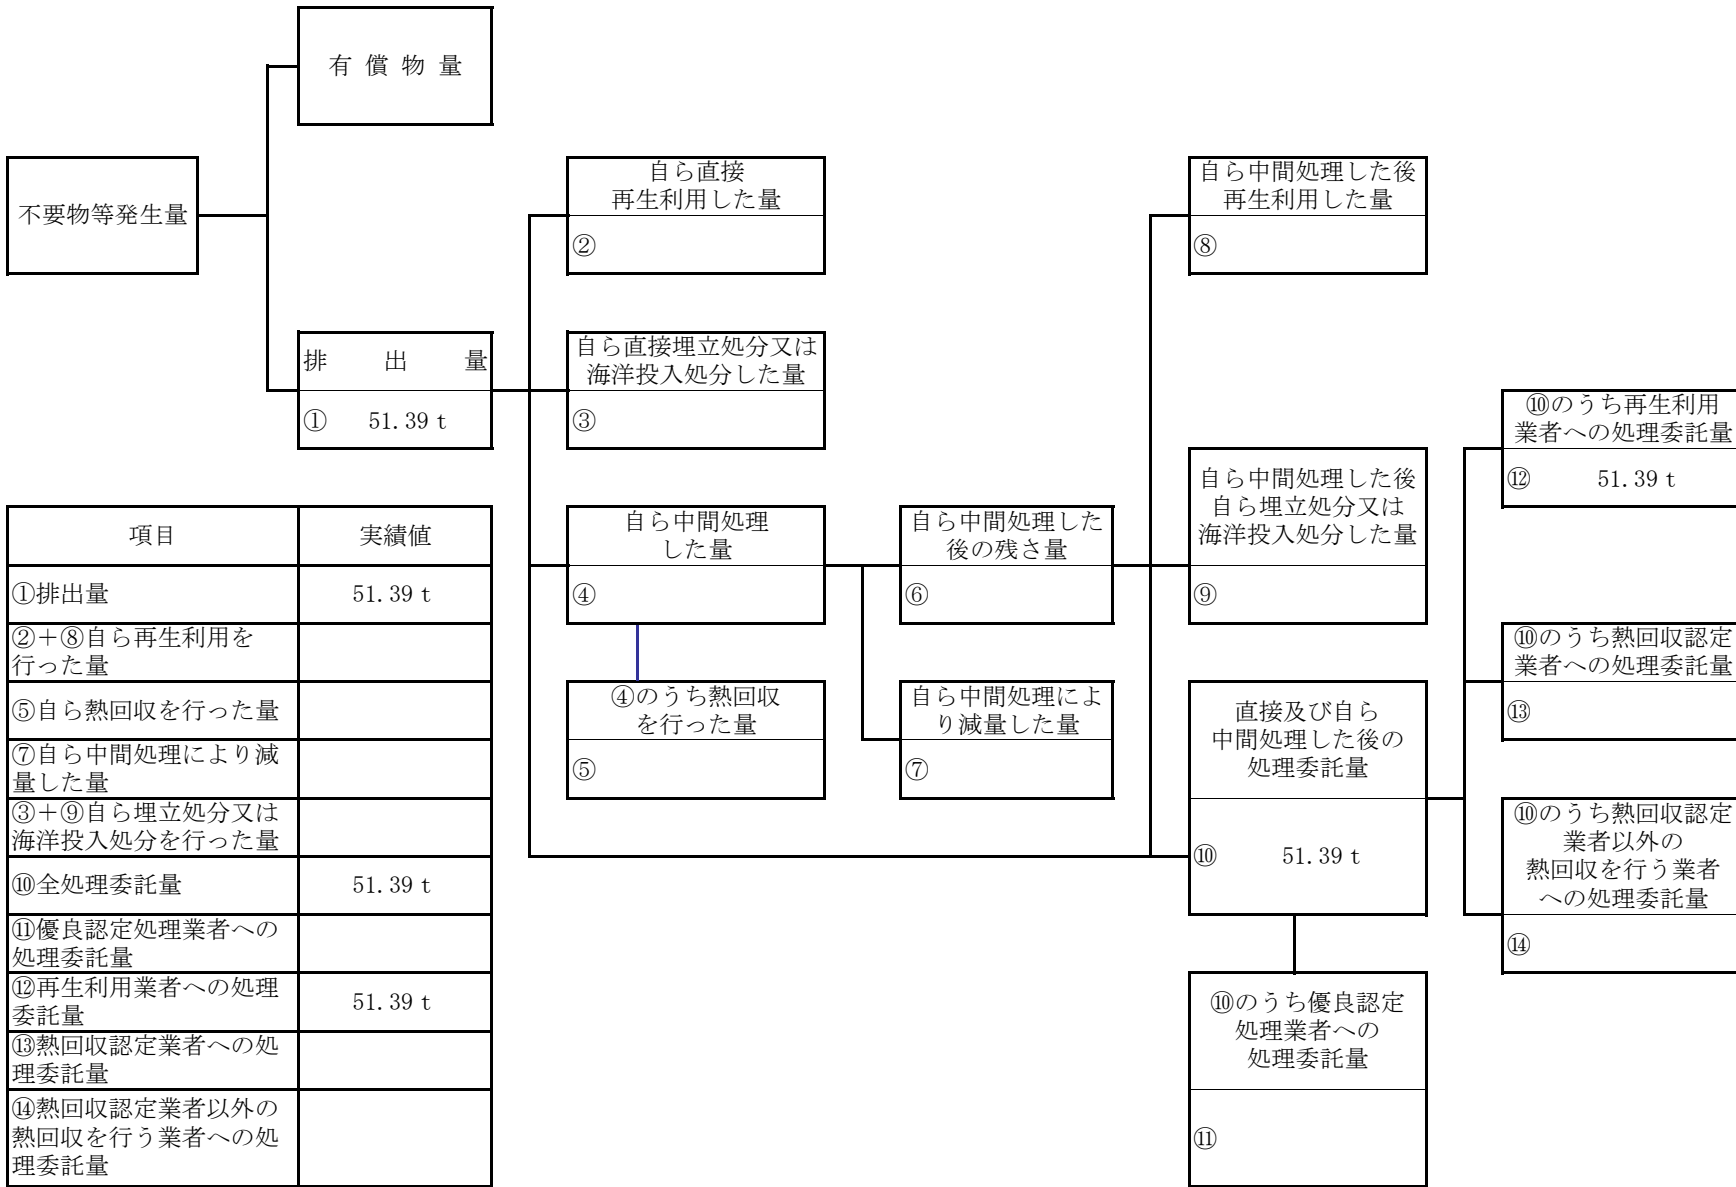 有償物量
不要物等発生量
自ら直接
再生利用した量
②
自ら中間処理した後
再生利用した量
⑧
排出量
① 51.39 t
自ら直接埋立処分又は
海洋投入処分した量
③
⑩のうち再生利用
業者への処理委託量
⑫ 51.39 t
自ら中間処理した後
自ら埋立処分又は
海洋投入処分した量
⑨
自ら中間処理
した量
④
自ら中間処理した
後の残さ量
⑥
⑩のうち熱回収認定
業者への処理委託量
⑬
④のうち熱回収
を行った量
⑤
自ら中間処理によ
り減量した量
⑦
直接及び自ら
中間処理した後の
処理委託量
⑩ 51.39 t
⑩のうち熱回収認定
業者以外の
熱回収を行う業者
への処理委託量
⑭
⑩のうち優良認定
処理業者への
処理委託量
⑪
項目 実績値
①排出量 51.39 t
②＋⑧自ら再生利用を
行った量
⑤自ら熱回収を行った量
⑦自ら中間処理により減
量した量
③＋⑨自ら埋立処分又は
海洋投入処分を行った量
⑩全処理委託量 51.39 t
⑪優良認定処理業者への
処理委託量
⑫再生利用業者への処理
委託量 51.39 t
⑬熱回収認定業者への処
理委託量
⑭熱回収認定業者以外の
熱回収を行う業者への処
理委託量